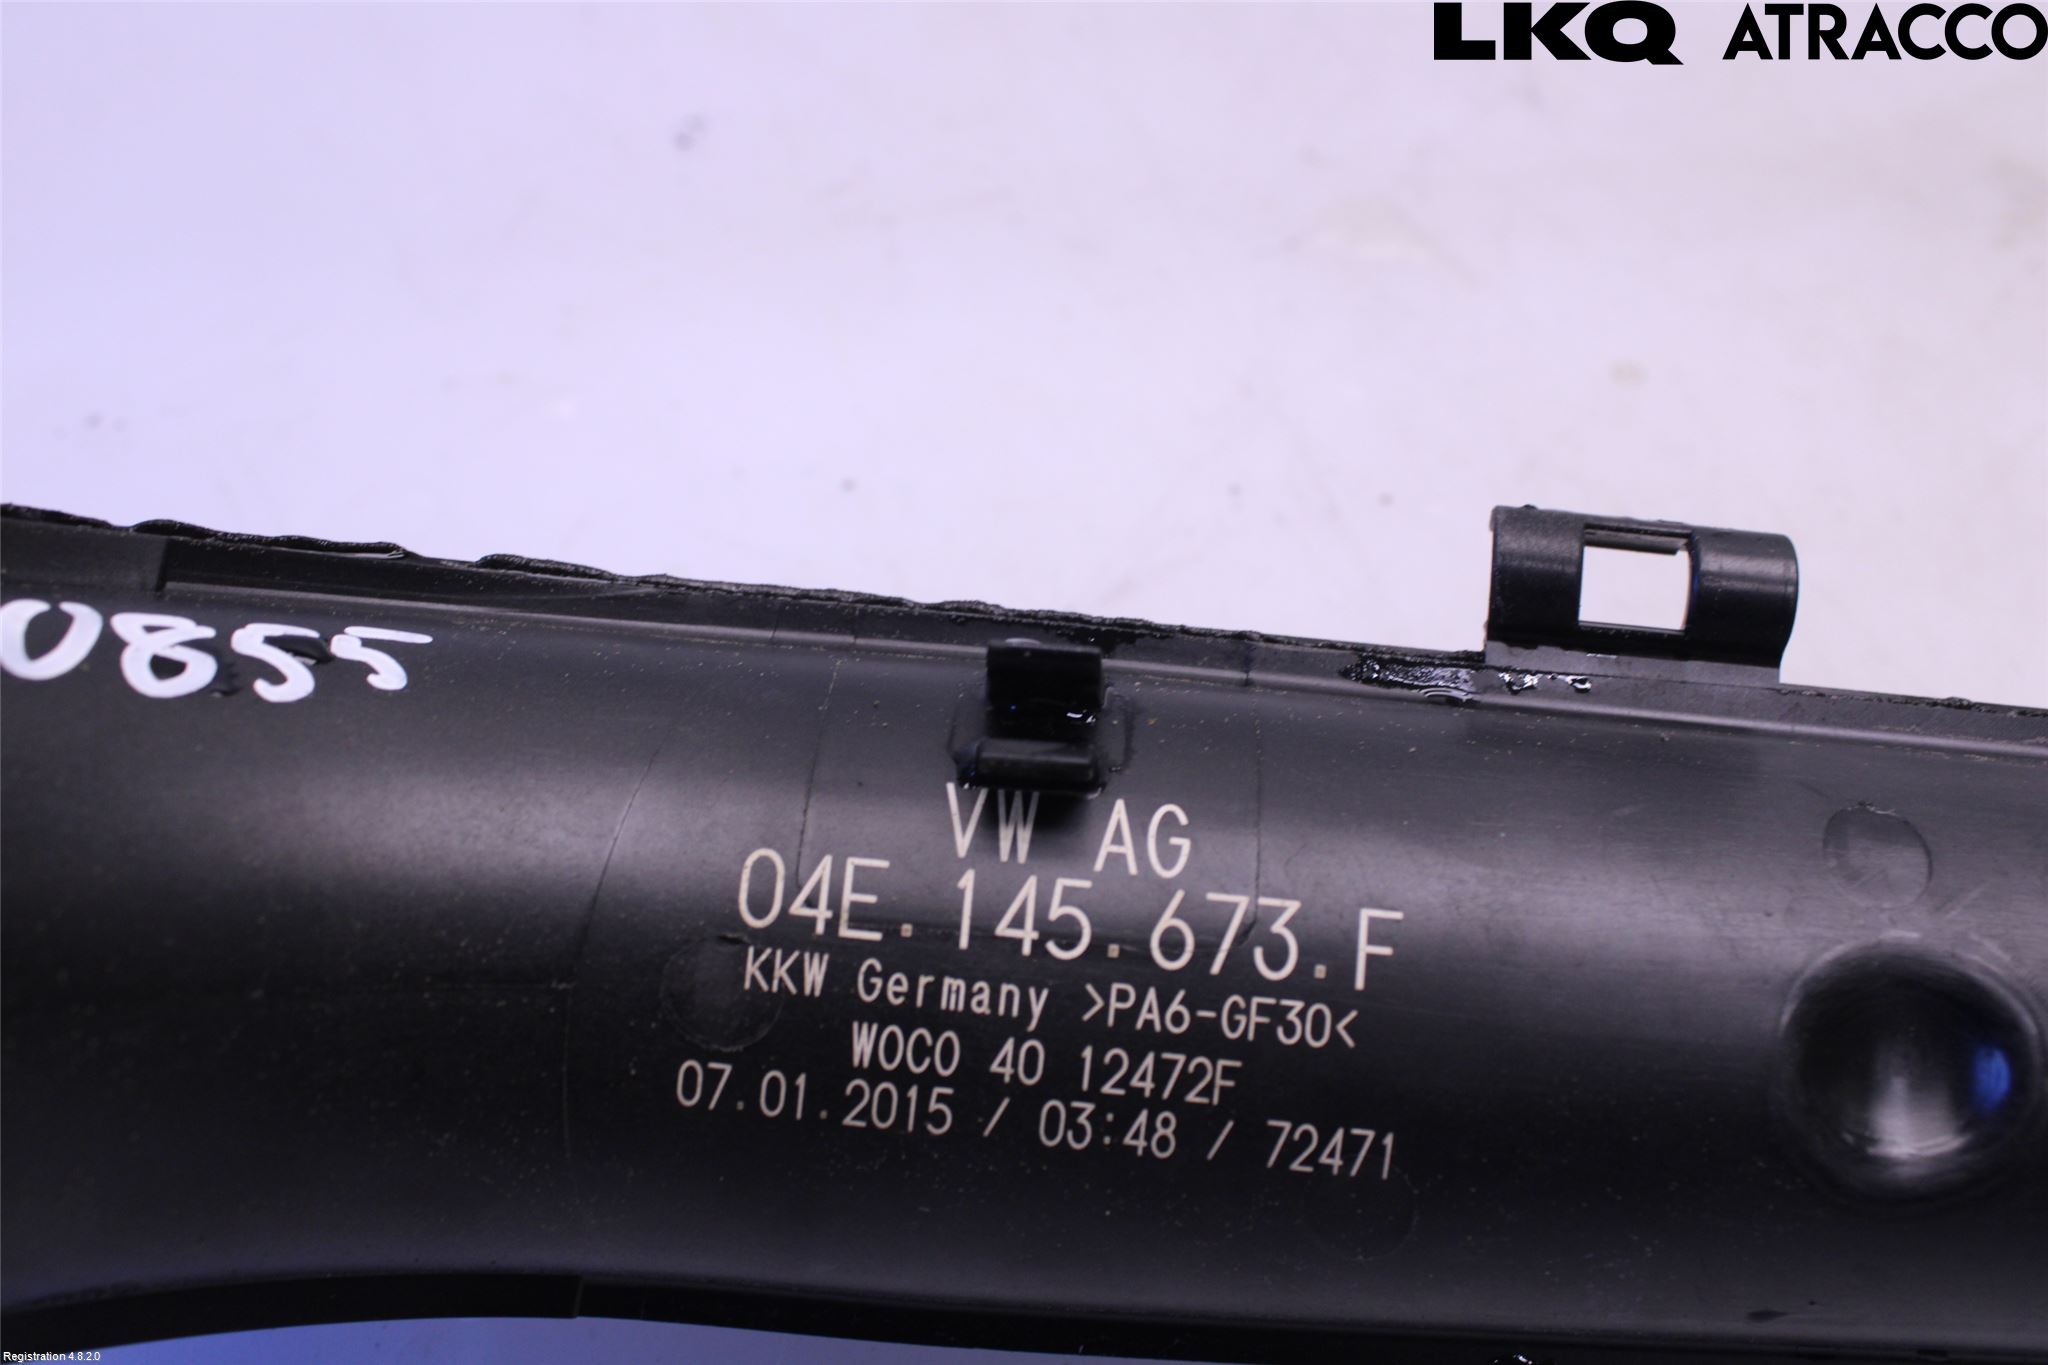 LKQ ATRACCO
0855
VW AG
04E.145.673.F
KKW Germany >PA6-GF30<
WOCO 40 12472F
07.01.2015 / 03:48 / 72471
Registration 4.8.2.0